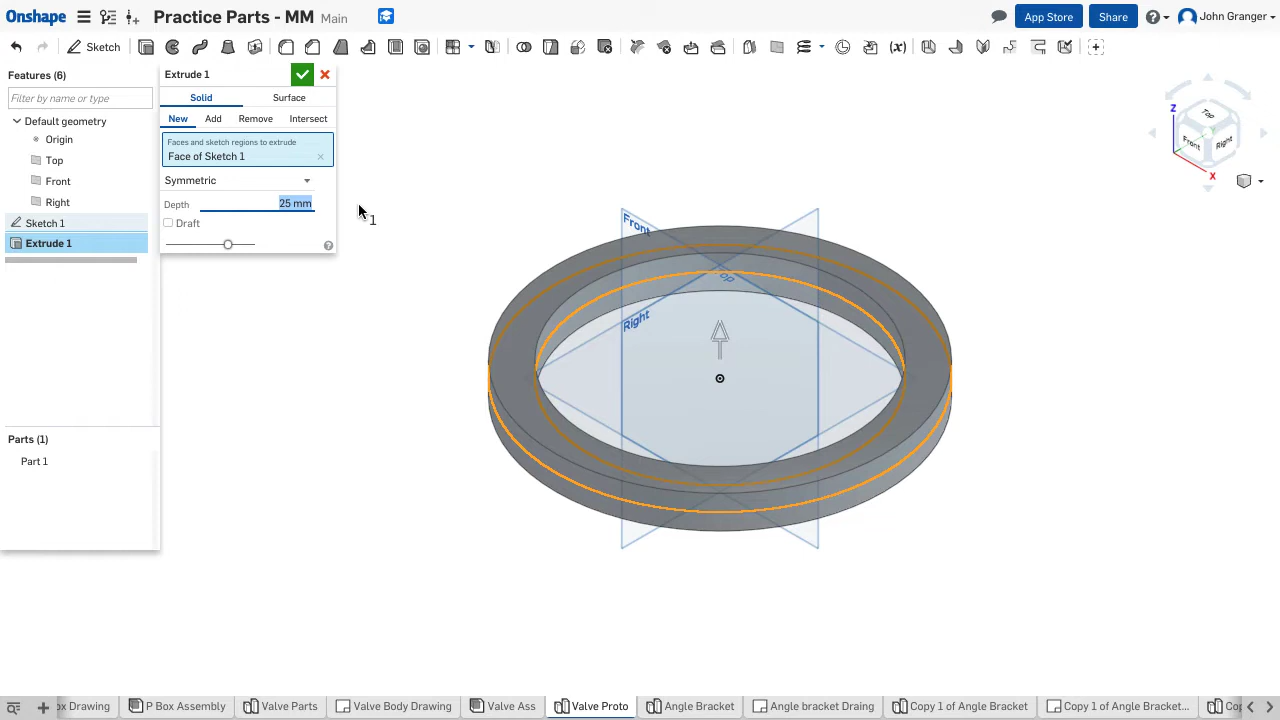 Onshape
Practice Parts - MM Main
App Store
Share
John Granger
Sketch
(x)
Features (6)
Filter by name or type
Default geometry
Origin
Top
Front
Right
Sketch 1
Extrude 1
Parts (1)
Part 1
Extrude 1
Solid Surface
New Add Remove Intersect
Faces and sketch regions to extrude
Face of Sketch 1
Symmetric
Depth 25 mm
Draft
1
Front
Right
Z
Top
Front Right
X
P Box Assembly Valve Parts Valve Body Drawing Valve Ass Valve Proto Angle Bracket Angle bracket Draing Copy 1 of Angle Bracket Copy 1 of Angle Bracket...